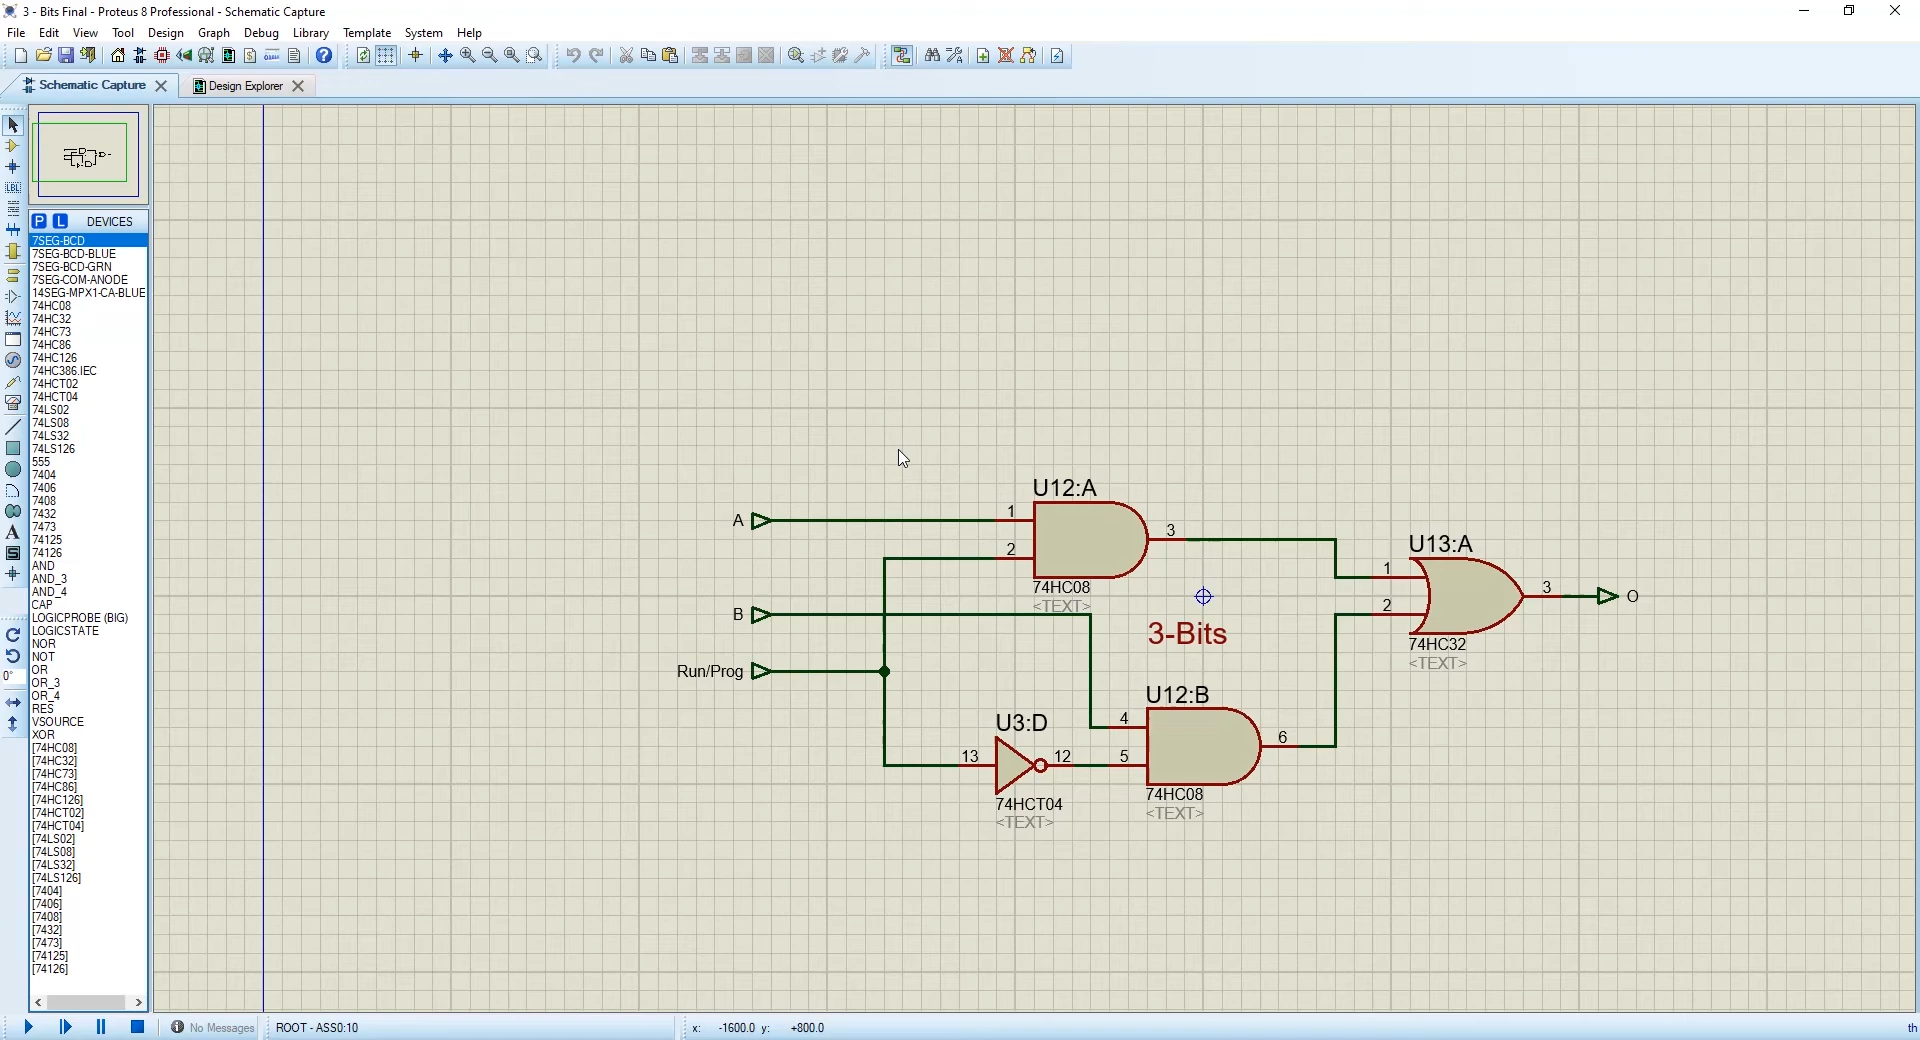 3 - Bits Final - Proteus 8 Professional - Schematic Capture
File Edit View Tool Design Graph Debug Library Template System Help
Schematic Capture
Design Explorer
P L DEVICES
7SEG-BCD
7SEG-BCD-BLUE
7SEG-BCD-GRN
7SEG-COM-ANODE
14SEG-MPX1-CA-BLUE
74HC08
74HC32
74HC73
74HC86
74HC126
74HC386.IEC
74HCT02
74HCT04
74LS02
74LS08
74LS32
74LS126
555
7404
7406
7408
7432
7473
74125
74126
AND
AND_3
AND_4
CAP
LOGICPROBE (BIG)
LOGICSTATE
NOR
NOT
OR
OR_3
OR_4
RES
VSOURCE
XOR
[74HC08]
[74HC32]
[74HC73]
[74HC86]
[74HC126]
[74HCT02]
[74HCT04]
[74LS02]
[74LS08]
[74LS32]
[74LS126]
[7404]
[7406]
[7408]
[7432]
[7473]
[74125]
[74126]
LBL
A
S
0°
U12:A
A
1
2
3
74HC08
<TEXT>
B
3-Bits
Run/Prog
U13:A
1
2
3
O
74HC32
<TEXT>
U3:D
13
12
74HCT04
<TEXT>
U12:B
4
5
6
74HC08
<TEXT>
No Messages
ROOT - ASS0:10
x: -1600.0 y: +800.0
th